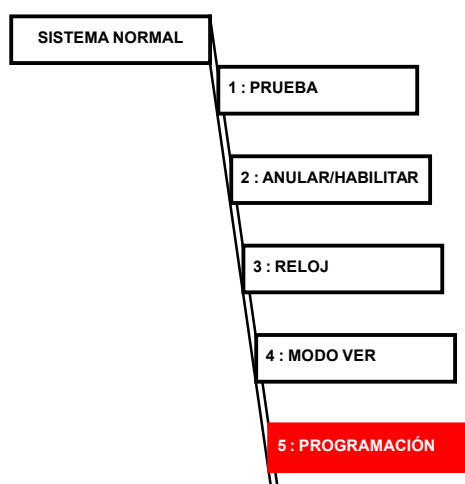 SISTEMA NORMAL
1 : PRUEBA
2 : ANULAR/HABILITAR
3 : RELOJ
4 : MODO VER
5 : PROGRAMACIÓN